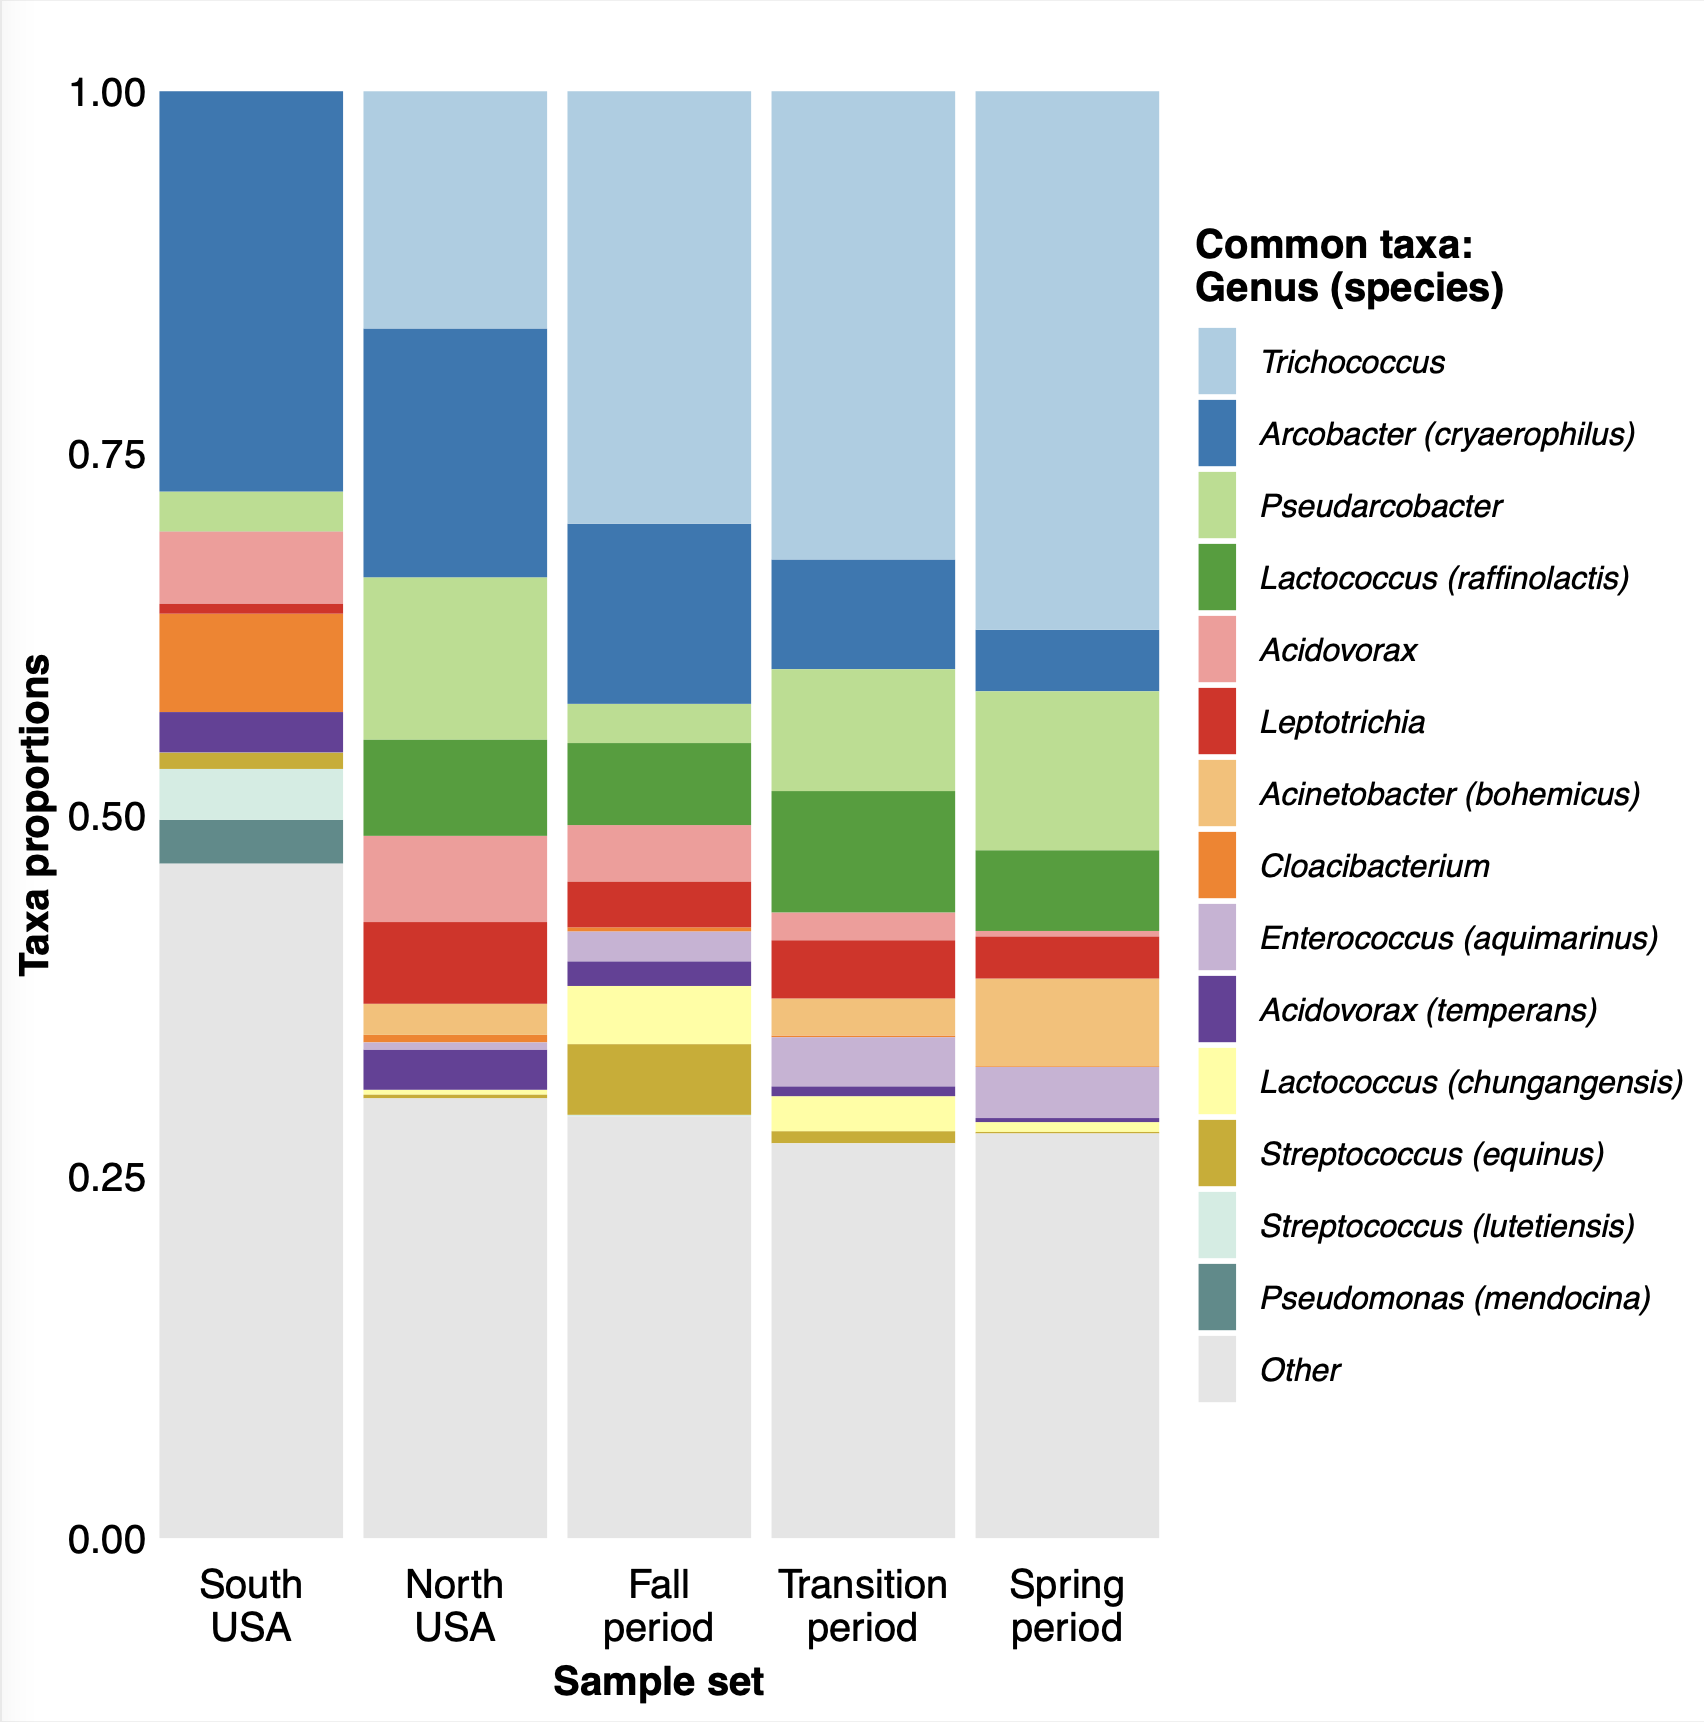 1.00
0.75
0.50
0.25
0.00
Taxa proportions
South
USA
North
USA
Fall
period
Transition
period
Spring
period
Sample set
Common taxa:
Genus (species)
Trichococcus
Arcobacter (cryaerophilus)
Pseudarcobacter
Lactococcus (raffinolactis)
Acidovorax
Leptotrichia
Acinetobacter (bohemicus)
Cloacibacterium
Enterococcus (aquimarinus)
Acidovorax (temperans)
Lactococcus (chungangensis)
Streptococcus (equinus)
Streptococcus (lutetiensis)
Pseudomonas (mendocina)
Other